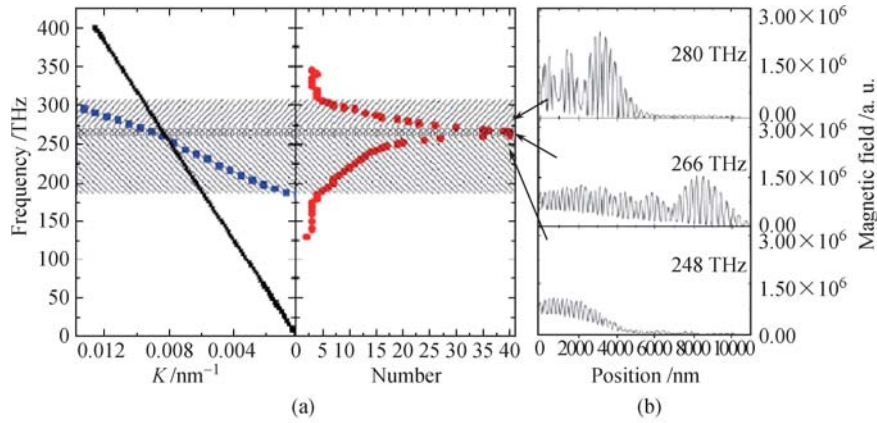 Frequency /THz
400
350
300
250
200
150
100
50
0
0.012 0.008 0.004 0
K /nm⁻¹
5 10 15 20 25 30 35 40
Number
(a)
280 THz
266 THz
248 THz
3.00×10⁶
1.50×10⁶
0.00
3.00×10⁶
1.50×10⁶
0.00
3.00×10⁶
1.50×10⁶
0.00
Magnetic field /a. u.
0 2000 4000 6000 8000 10000
Position /nm
(b)